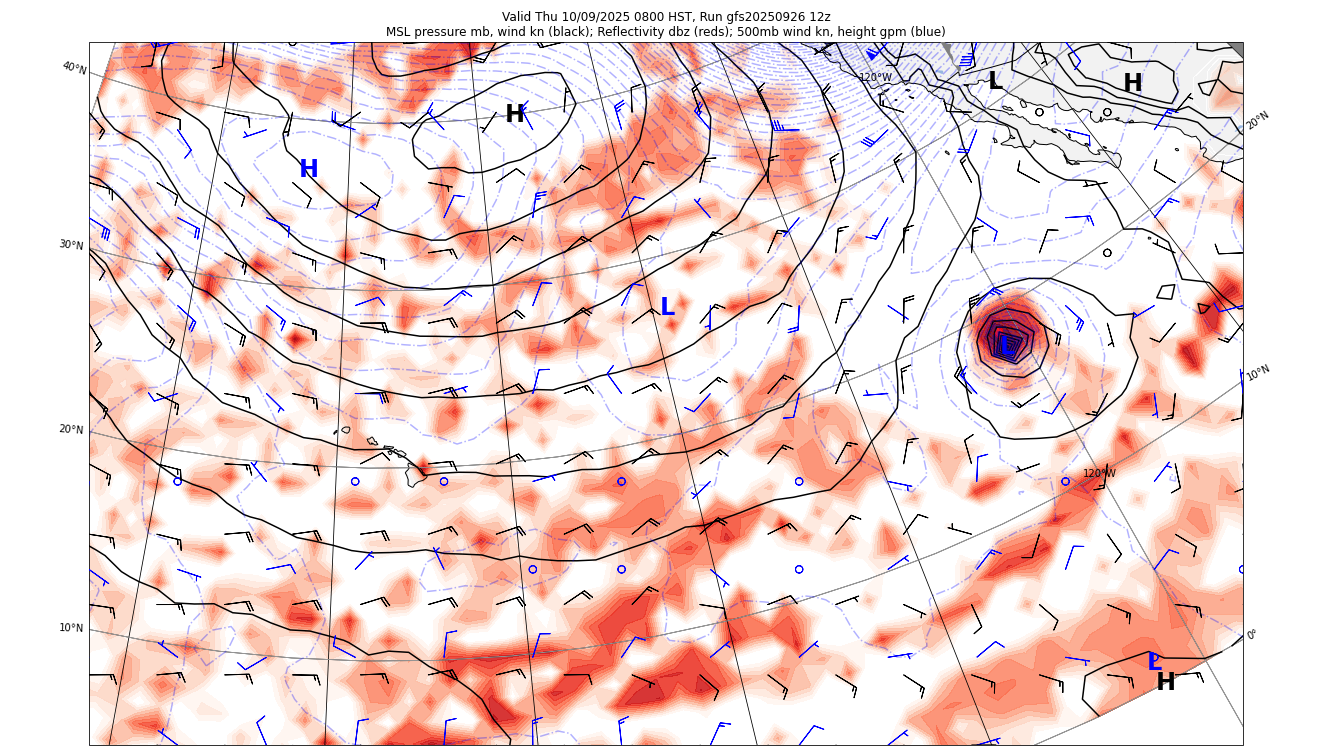 Valid Thu 10/09/2025 0800 HST, Run gfs20250926 12z
MSL pressure mb, wind kn (black); Reflectivity dbz (reds); 500mb wind kn, height gpm (blue)
40°N
120°W
L
H
H
20°N
H
30°N
L
10°N
20°N
120°W
10°N
0°
L
H